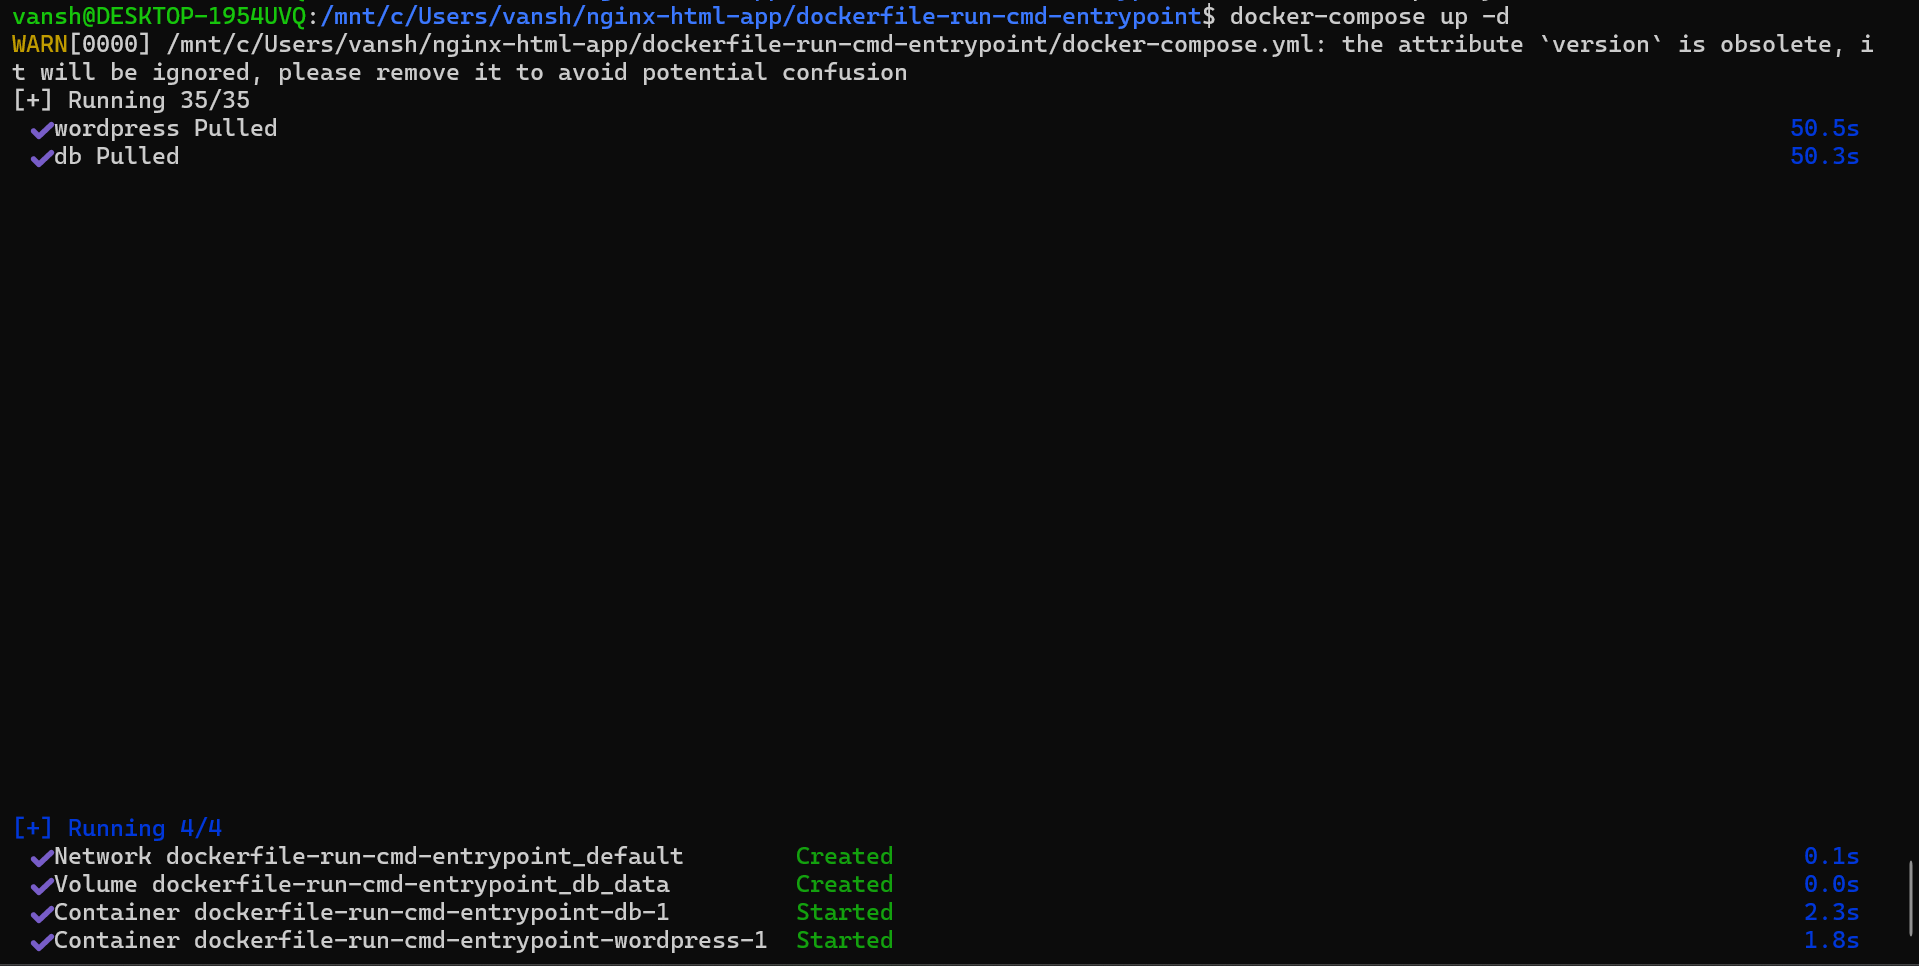 vansh@DESKTOP-1954UVQ:/mnt/c/Users/vansh/nginx-html-app/dockerfile-run-cmd-entrypoint$ docker-compose up -d
WARN[0000] /mnt/c/Users/vansh/nginx-html-app/dockerfile-run-cmd-entrypoint/docker-compose.yml: the attribute `version` is obsolete, i
t will be ignored, please remove it to avoid potential confusion
[+] Running 35/35
✔wordpress Pulled 50.5s
✔db Pulled 50.3s
[+] Running 4/4
✔Network dockerfile-run-cmd-entrypoint_default Created 0.1s
✔Volume dockerfile-run-cmd-entrypoint_db_data Created 0.0s
✔Container dockerfile-run-cmd-entrypoint-db-1 Started 2.3s
✔Container dockerfile-run-cmd-entrypoint-wordpress-1 Started 1.8s